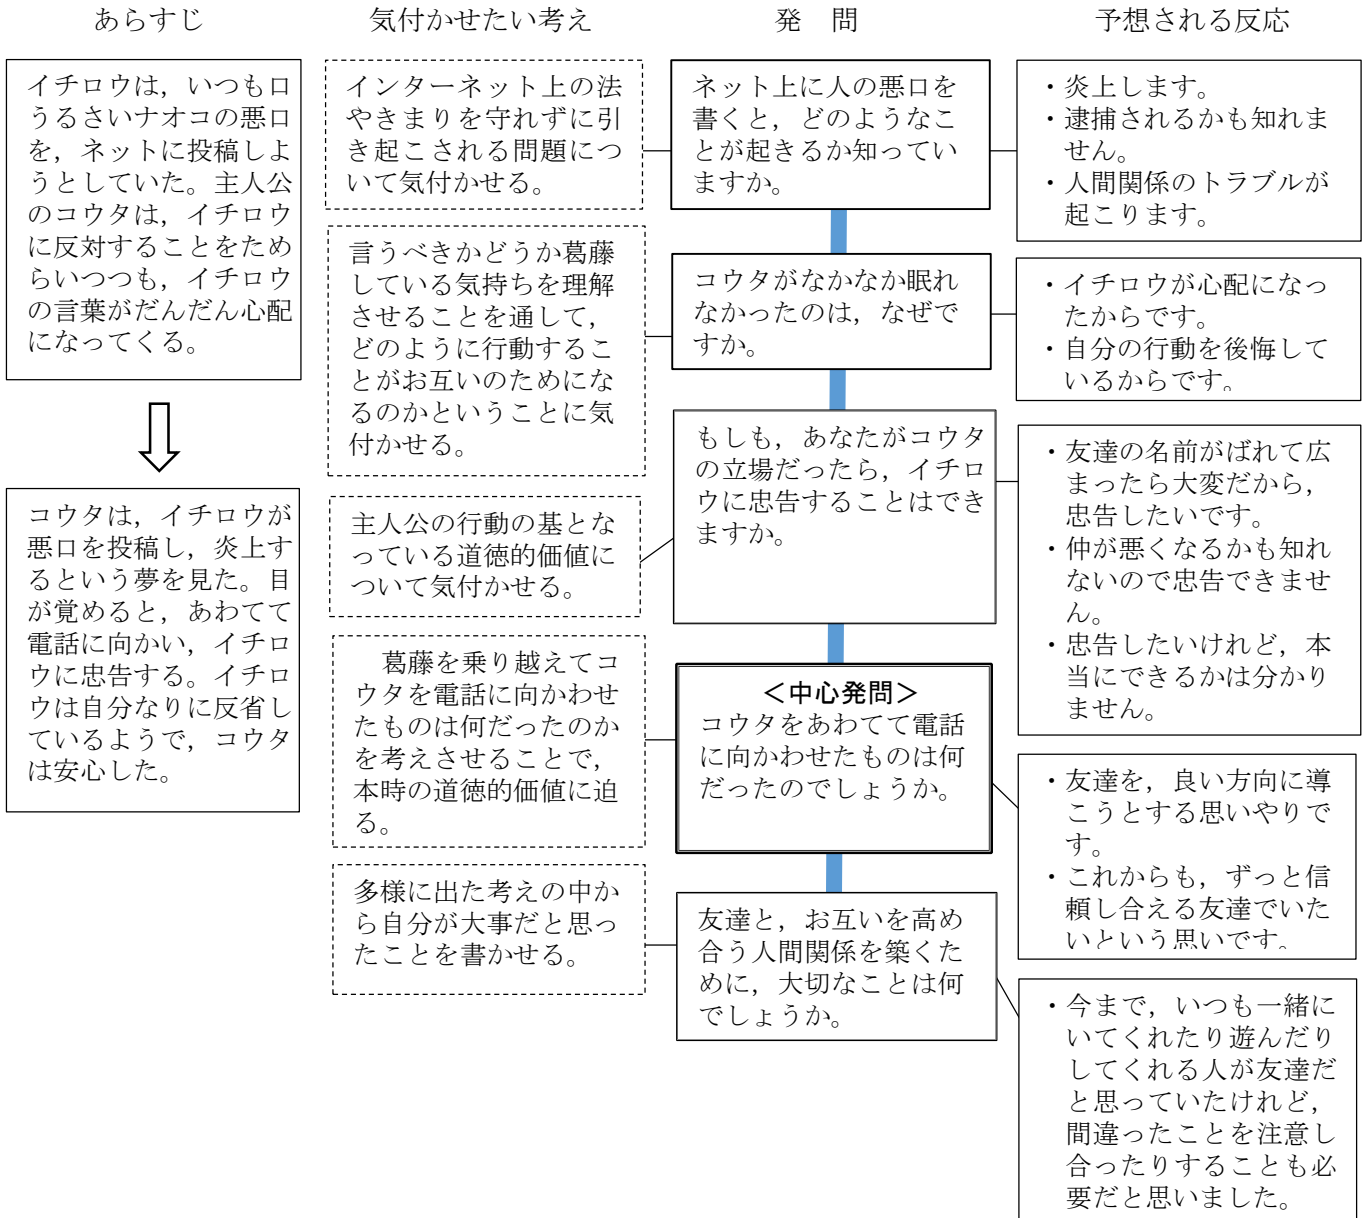 あらすじ
気付かせたい考え
発　問
予想される反応
イチロウは，いつも口
うるさいナオコの悪口
を，ネットに投稿しよ
うとしていた。主人公
のコウタは，イチロウ
に反対することをため
らいつつも，イチロウ
の言葉がだんだん心配
になってくる。
コウタは，イチロウが
悪口を投稿し，炎上す
るという夢を見た。目
が覚めると，あわてて
電話に向かい，イチロ
ウに忠告する。イチロ
ウは自分なりに反省し
ているようで，コウタ
は安心した。
インターネット上の法
やきまりを守れずに引
き起こされる問題につ
いて気付かせる。
言うべきかどうか葛藤
している気持ちを理解
させることを通して，
どのように行動するこ
とがお互いのためにな
るのかということに気
付かせる。
主人公の行動の基とな
っている道徳的価値に
ついて気付かせる。
　葛藤を乗り越えてコ
ウタを電話に向かわせ
たものは何だったのか
を考えさせることで，
本時の道徳的価値に迫
る。
多様に出た考えの中か
ら自分が大事だと思っ
たことを書かせる。
ネット上に人の悪口を
書くと，どのようなこ
とが起きるか知ってい
ますか。
コウタがなかなか眠れ
なかったのは，なぜで
すか。
もしも，あなたがコウタ
の立場だったら，イチロ
ウに忠告することはでき
ますか。
＜中心発問＞
コウタをあわてて電話
に向かわせたものは何
だったのでしょうか。
友達と，お互いを高め
合う人間関係を築くた
めに，大切なことは何
でしょうか。
・炎上します。
・逮捕されるかも知れま
せん。
・人間関係のトラブルが
起こります。
・イチロウが心配になっ
たからです。
・自分の行動を後悔して
いるからです。
・友達の名前がばれて広
まったら大変だから，
忠告したいです。
・仲が悪くなるかも知れ
ないので忠告できませ
ん。
・忠告したいけれど，本
当にできるかは分かり
ません。
・友達を，良い方向に導
こうとする思いやりで
す。
・これからも，ずっと信
頼し合える友達でいた
いという思いです。
・今まで，いつも一緒に
いてくれたり遊んだり
してくれる人が友達だ
と思っていたけれど，
間違ったことを注意し
合ったりすることも必
要だと思いました。